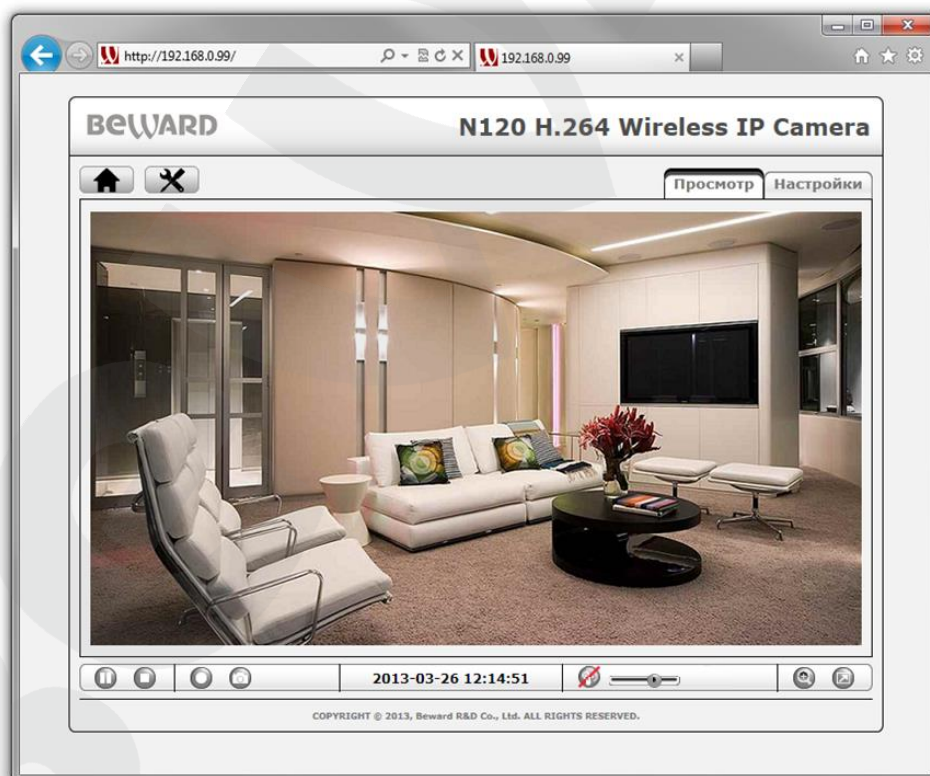 http://192.168.0.99/
192.168.0.99
BEWARD
N120 H.264 Wireless IP Camera
Просмотр
Настройки
2013-03-26 12:14:51
COPYRIGHT © 2013, Beward R&D Co., Ltd. ALL RIGHTS RESERVED.